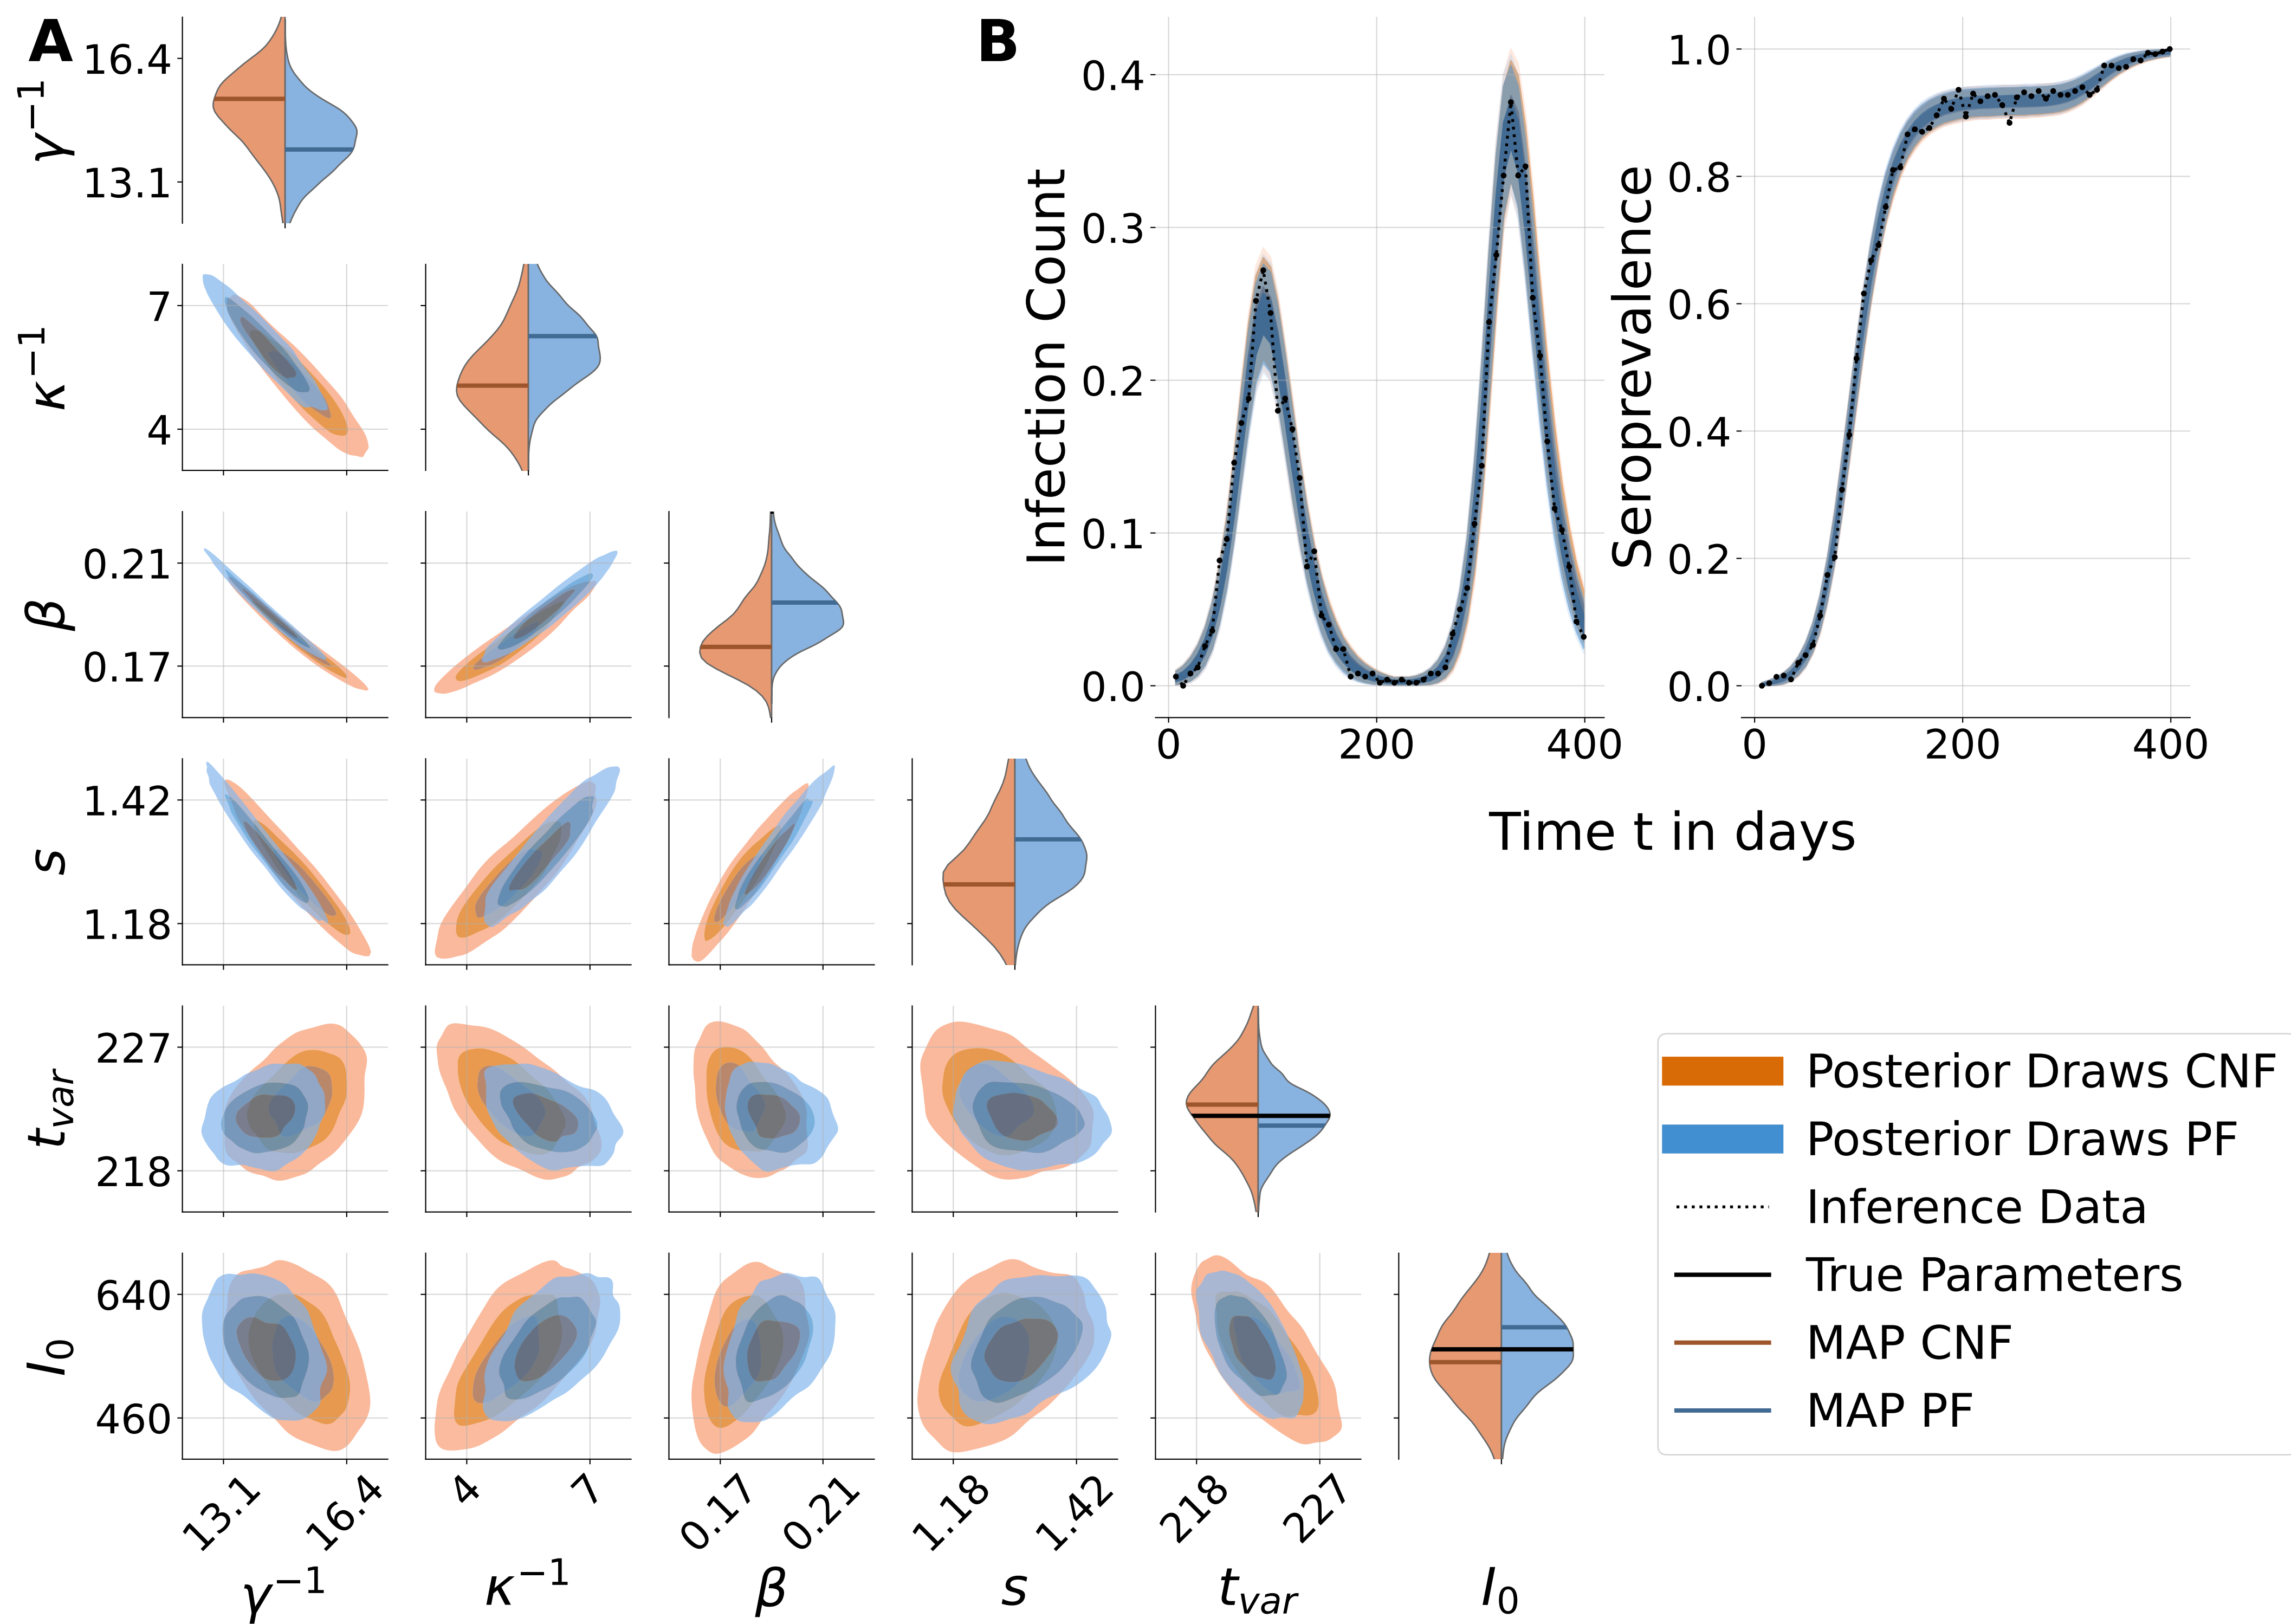 A
γ⁻¹
16.4
13.1
κ⁻¹
7
4
β
0.21
0.17
s
1.42
1.18
t_var
227
218
I₀
640
460
13.1 16.4 4 7 0.17 0.21 1.18 1.42 218 227
γ⁻¹ κ⁻¹ β s t_var I₀
B
Infection Count
0.4
0.3
0.2
0.1
0.0
0 200 400
Seroprevalence
1.0
0.8
0.6
0.4
0.2
0.0
0 200 400
Time t in days
Posterior Draws CNF
Posterior Draws PF
Inference Data
True Parameters
MAP CNF
MAP PF